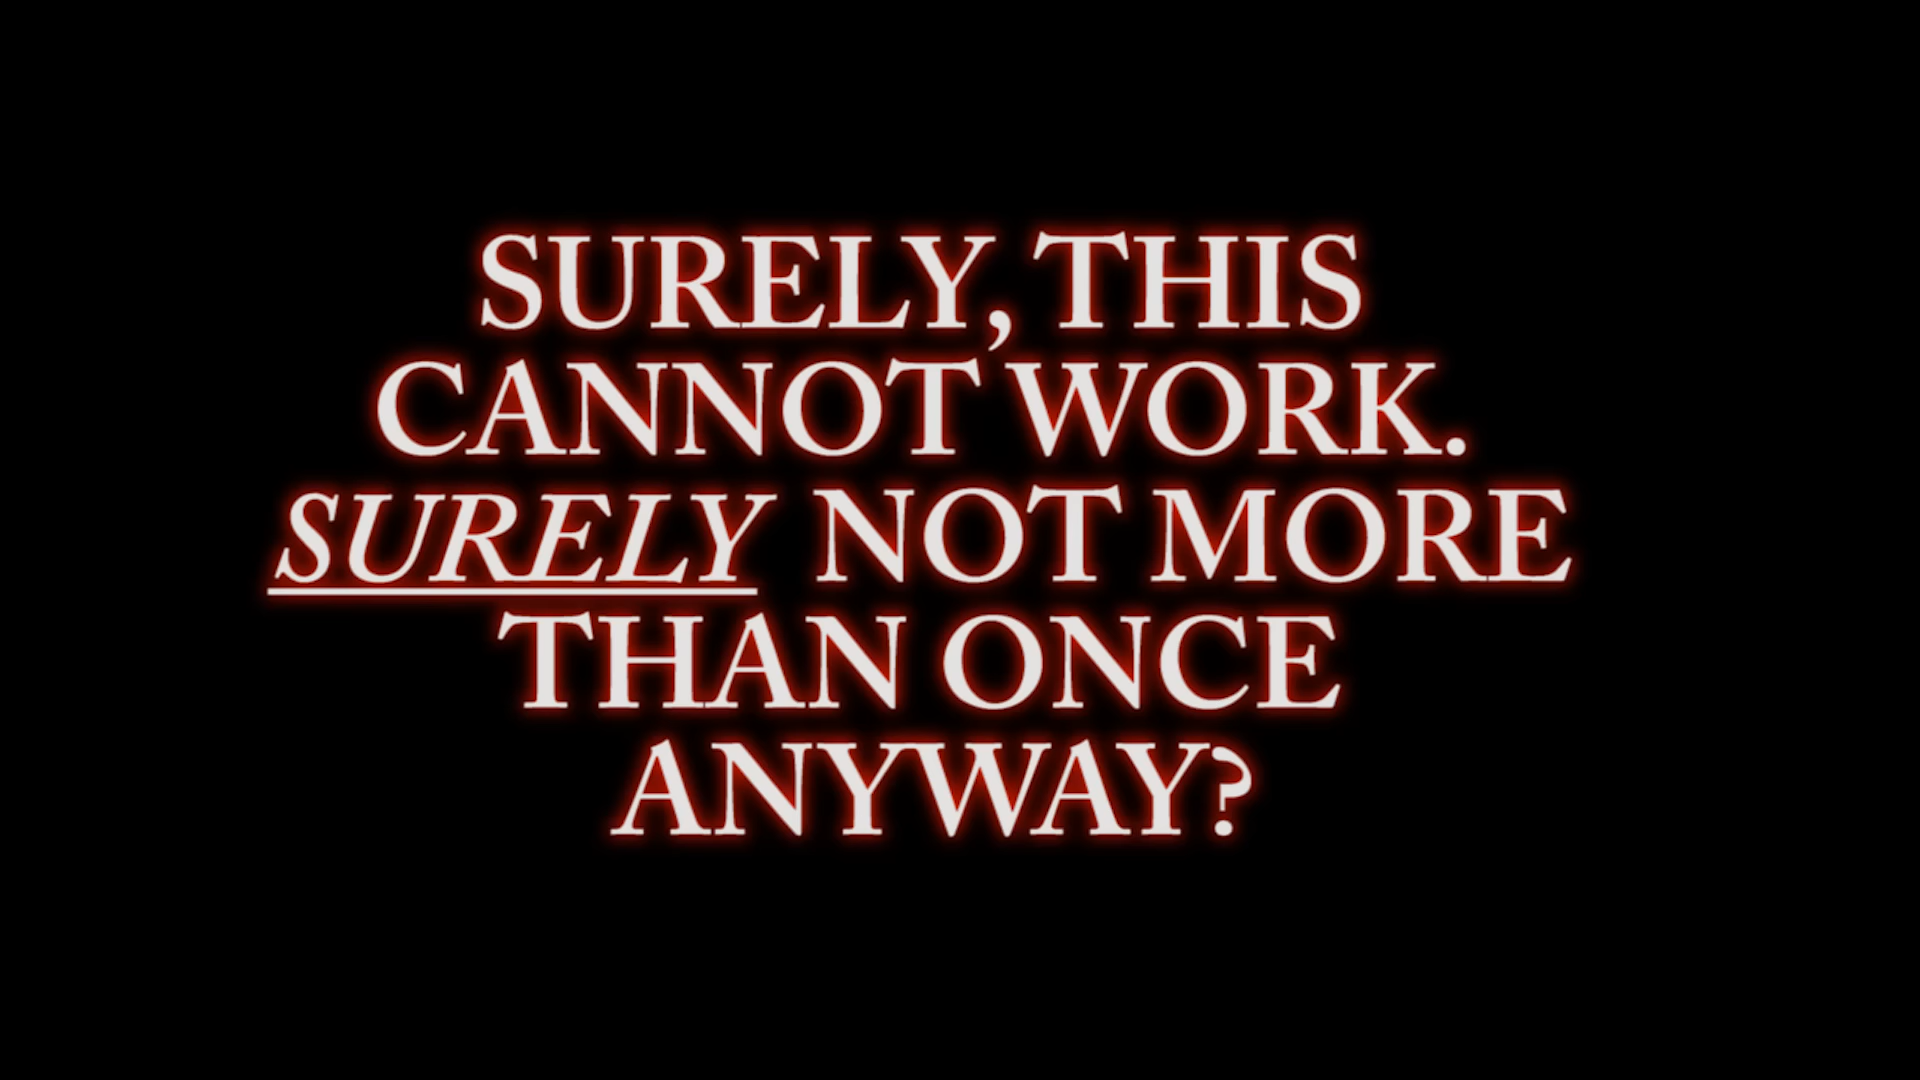 SURELY, THIS
CANNOT WORK.
SURELY NOT MORE
THAN ONCE
ANYWAY?